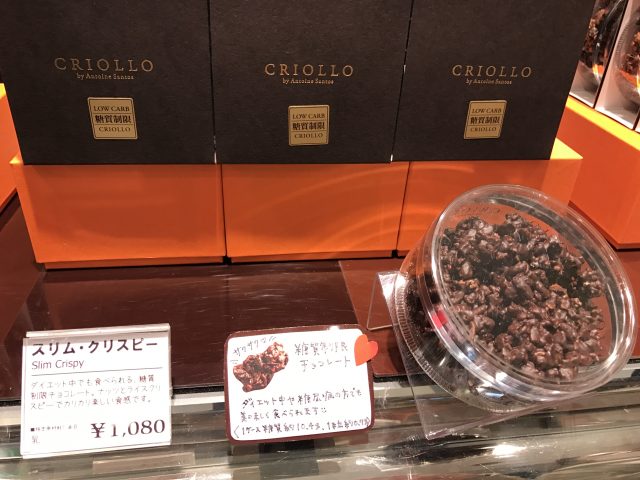 CRIOLLO
by Antoine Santos
LOW CARB
糖質制限
CRIOLLO
CRIOLLO
by Antoine Santos
LOW CARB
糖質制限
CRIOLLO
CRIOLLO
by Antoine Santos
LOW CARB
糖質制限
CRIOLLO
CRIOLLO
スリム・クリスピー
Slim Crispy
ダイエット中でも食べられる、糖質
制限チョコレート。ナッツとライスクリ
スピーでカリカリ楽しい食感です。
乳
¥1,080
サクサク
糖質制限
チョコレート
ダイエット中や糖尿病の方でも
美味しく食べられます